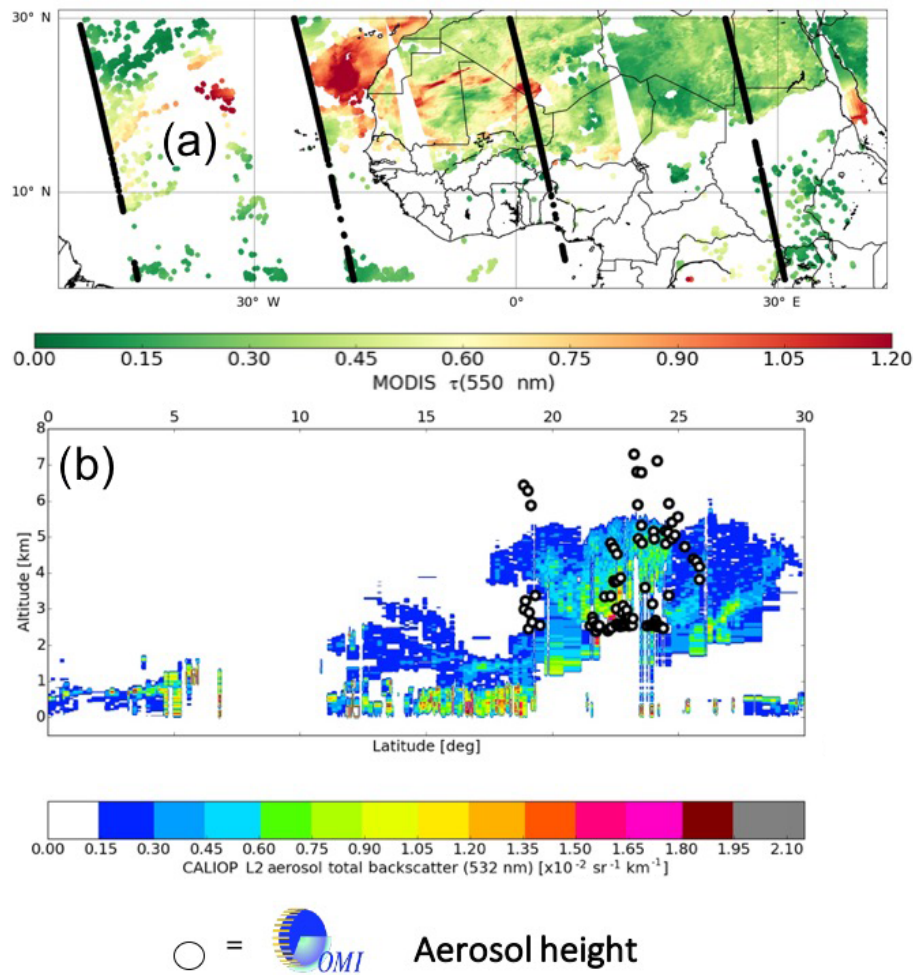 30° N
(a)
10° N
30° W 0° 30° E
0.00 0.15 0.30 0.45 0.60 0.75 0.90 1.05 1.20
MODIS τ(550 nm)
0 5 10 15 20 25 30
8
(b)
7
6
5
4
3
2
1
0
Altitude [km]
Latitude [deg]
0.00 0.15 0.30 0.45 0.60 0.75 0.90 1.05 1.20 1.35 1.50 1.65 1.80 1.95 2.10
CALIOP L2 aerosol total backscatter (532 nm) [x10⁻² sr⁻¹ km⁻¹]
= OMI Aerosol height